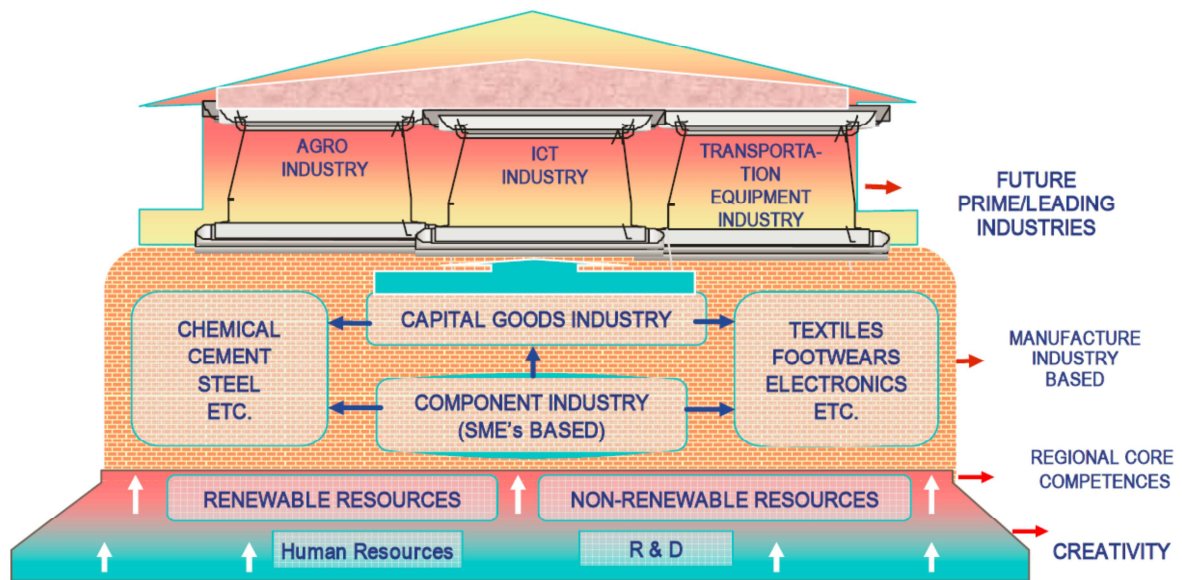 AGRO
INDUSTRY
ICT
INDUSTRY
TRANSPORTA-
TION
EQUIPMENT
INDUSTRY
FUTURE
PRIME/LEADING
INDUSTRIES
CHEMICAL
CEMENT
STEEL
ETC.
CAPITAL GOODS INDUSTRY
COMPONENT INDUSTRY
(SME's BASED)
TEXTILES
FOOTWEARS
ELECTRONICS
ETC.
MANUFACTURE
INDUSTRY
BASED
REGIONAL CORE
COMPETENCES
RENEWABLE RESOURCES
NON-RENEWABLE RESOURCES
Human Resources
R & D
CREATIVITY